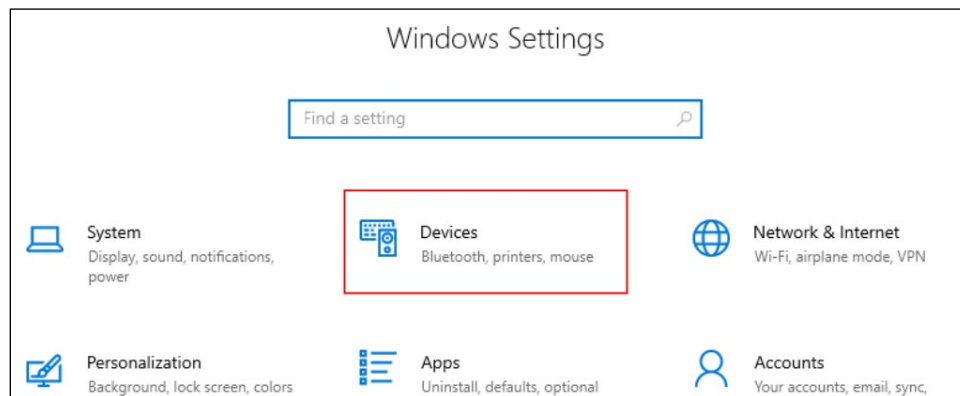 Windows Settings
Find a setting
System
Display, sound, notifications,
power
Devices
Bluetooth, printers, mouse
Network & Internet
Wi-Fi, airplane mode, VPN
Personalization
Background, lock screen, colors
Apps
Uninstall, defaults, optional
Accounts
Your accounts, email, sync,